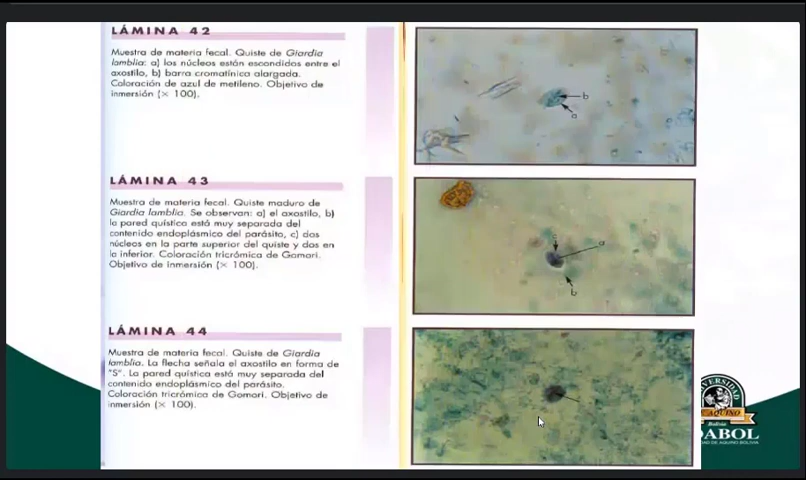 LÁMINA 42
Muestra de materia fecal. Quiste de Giardia
lamblia: a) los núcleos están escondidos entre el
axostilo, b) barra cromatínica alargada.
Coloración de azul de metileno. Objetivo de
inmersión (× 100).
b
a
LÁMINA 43
Muestra de materia fecal. Quiste maduro de
Giardia lamblia. Se observan: a) el axostilo, b)
la pared quística está muy separada del
contenido endoplásmico del parásito, c) dos
núcleos en la parte superior del quiste y dos en
la inferior. Coloración tricrómica de Gomori.
Objetivo de inmersión (× 100).
c
a
b
LÁMINA 44
Muestra de materia fecal. Quiste de Giardia
lamblia. La flecha señala el axostilo en forma de
"S". La pared quística está muy separada del
contenido endoplásmico del parásito.
Coloración tricrómica de Gomori. Objetivo de
inmersión (× 100).
AQUINO
Bolivia
DABOL
DAD DE AQUINO BOLIVIA